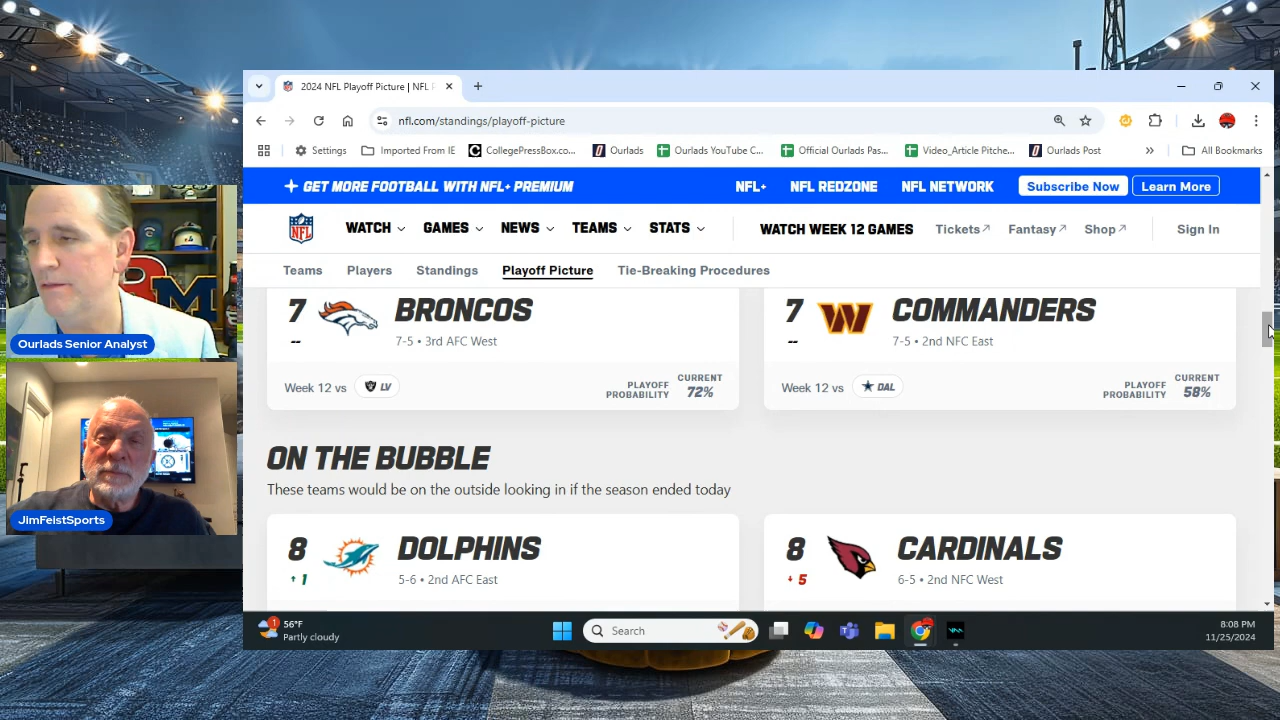 2024 NFL Playoff Picture | NFL
nfl.com/standings/playoff-picture
Settings
Imported From IE
CollegePressBox.co...
Ourlads
Ourlads YouTube C...
Official Ourlads Pas...
Video_Article Pitche...
Ourlads Post
»
All Bookmarks
GET MORE FOOTBALL WITH NFL+ PREMIUM
NFL+
NFL REDZONE
NFL NETWORK
Subscribe Now
Learn More
NFL
WATCH
GAMES
NEWS
TEAMS
STATS
WATCH WEEK 12 GAMES
Tickets
Fantasy
Shop
Sign In
Teams
Players
Standings
Playoff Picture
Tie-Breaking Procedures
7
BRONCOS
--
7-5 • 3rd AFC West
Week 12 vs
LV
PLAYOFF
PROBABILITY
CURRENT
72%
7
COMMANDERS
--
7-5 • 2nd NFC East
Week 12 vs
DAL
PLAYOFF
PROBABILITY
CURRENT
58%
ON THE BUBBLE
These teams would be on the outside looking in if the season ended today
8
DOLPHINS
↑ 1
5-6 • 2nd AFC East
8
CARDINALS
↓ 5
6-5 • 2nd NFC West
Ourlads Senior Analyst
JimFeistSports
1
56°F
Partly cloudy
Search
8:08 PM
11/25/2024